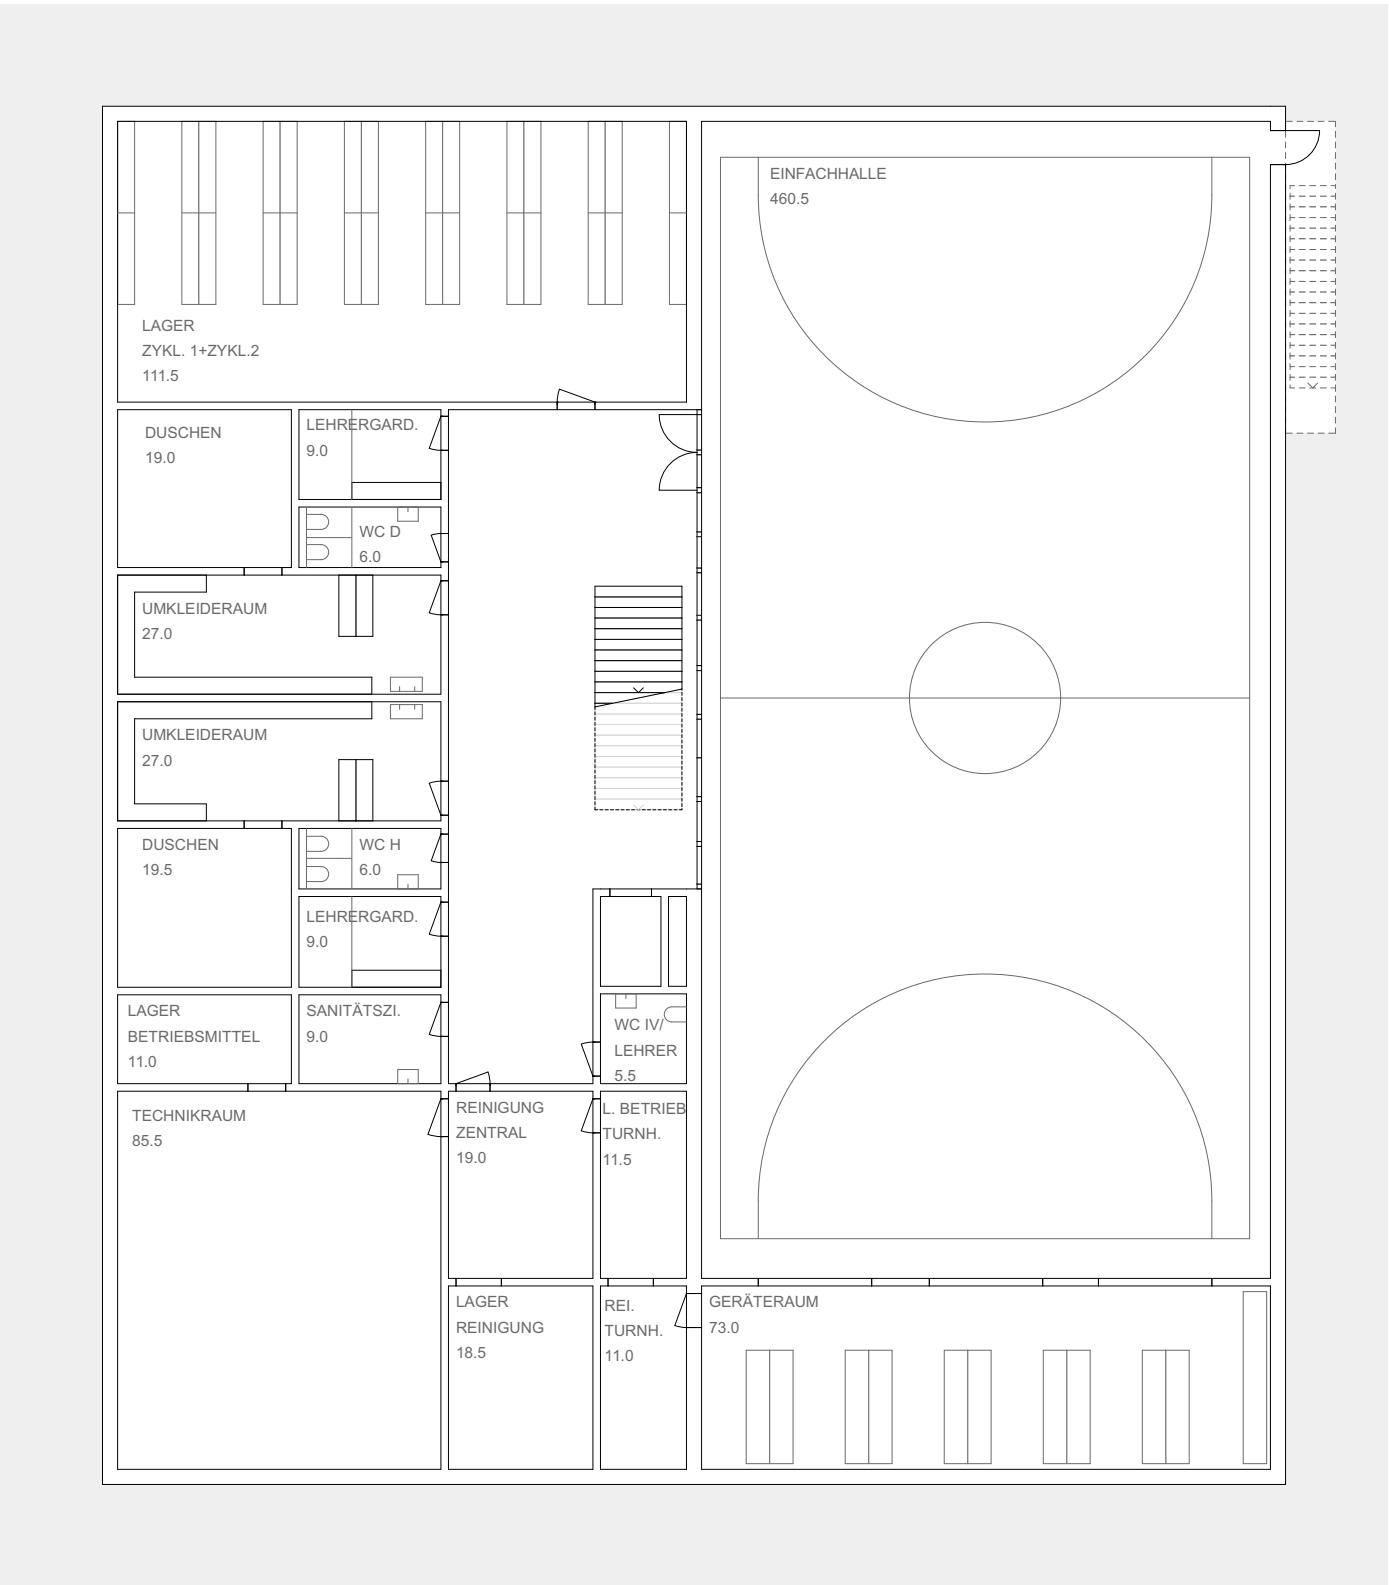 EINFACHHALLE
460.5
LAGER
ZYKL. 1+ZYKL.2
111.5
DUSCHEN
19.0
LEHRERGARD.
9.0
WC D
6.0
UMKLEIDERAUM
27.0
UMKLEIDERAUM
27.0
DUSCHEN
19.5
WC H
6.0
LEHRERGARD.
9.0
LAGER
BETRIEBSMITTEL
11.0
SANITÄTSZI.
9.0
WC IV/
LEHRER
5.5
TECHNIKRAUM
85.5
REINIGUNG
ZENTRAL
19.0
L. BETRIEB
TURNH.
11.5
LAGER
REINIGUNG
18.5
REI.
TURNH.
11.0
GERÄTERAUM
73.0